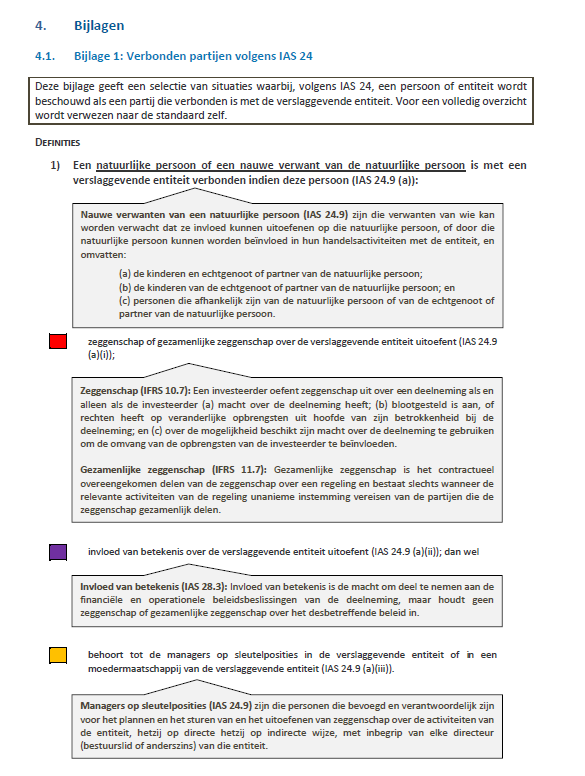 4. Bijlagen
4.1. Bijlage 1: Verbonden partijen volgens IAS 24
Deze bijlage geeft een selectie van situaties waarbij, volgens IAS 24, een persoon of entiteit wordt
beschouwd als een partij die verbonden is met de verslaggevende entiteit. Voor een volledig overzicht
wordt verwezen naar de standaard zelf.
DEFINITIES
1) Een natuurlijke persoon of een nauwe verwant van de natuurlijke persoon is met een
verslaggevende entiteit verbonden indien deze persoon (IAS 24.9 (a)):
Nauwe verwanten van een natuurlijke persoon (IAS 24.9) zijn die verwanten van wie kan
worden verwacht dat ze invloed kunnen uitoefenen op die natuurlijke persoon, of door die
natuurlijke persoon kunnen worden beïnvloed in hun handelsactiviteiten met de entiteit, en
omvatten:
(a) de kinderen en echtgenoot of partner van de natuurlijke persoon;
(b) de kinderen van de echtgenoot of partner van de natuurlijke persoon; en
(c) personen die afhankelijk zijn van de natuurlijke persoon of van de echtgenoot of
partner van de natuurlijke persoon.
zeggenschap of gezamenlijke zeggenschap over de verslaggevende entiteit uitoefent (IAS 24.9
(a)(i));
Zeggenschap (IFRS 10.7): Een investeerder oefent zeggenschap uit over een deelneming als en
alleen als de investeerder (a) macht over de deelneming heeft; (b) blootgesteld is aan, of
rechten heeft op veranderlijke opbrengsten uit hoofde van zijn betrokkenheid bij de
deelneming; en (c) over de mogelijkheid beschikt zijn macht over de deelneming te gebruiken
om de omvang van de opbrengsten van de investeerder te beïnvloeden.
Gezamenlijke zeggenschap (IFRS 11.7): Gezamenlijke zeggenschap is het contractueel
overeengekomen delen van de zeggenschap over een regeling en bestaat slechts wanneer de
relevante activiteiten van de regeling unanieme instemming vereisen van de partijen die de
zeggenschap gezamenlijk delen.
invloed van betekenis over de verslaggevende entiteit uitoefent (IAS 24.9 (a)(ii)); dan wel
Invloed van betekenis (IAS 28.3): Invloed van betekenis is de macht om deel te nemen aan de
financiële en operationele beleidsbeslissingen van de deelneming, maar houdt geen
zeggenschap of gezamenlijke zeggenschap over het desbetreffende beleid in.
behoort tot de managers op sleutelposities in de verslaggevende entiteit of in een
moedermaatschappij van de verslaggevende entiteit (IAS 24.9 (a)(iii)).
Managers op sleutelposities (IAS 24.9) zijn die personen die bevoegd en verantwoordelijk zijn
voor het plannen en het sturen van en het uitoefenen van zeggenschap over de activiteiten van
de entiteit, hetzij op directe hetzij op indirecte wijze, met inbegrip van elke directeur
(bestuurslid of anderszins) van die entiteit.